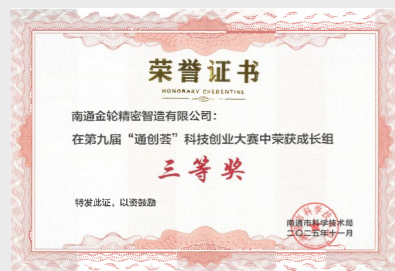 荣誉证书
HONORARY CREDENTIAL
南通金轮精密智造有限公司：
在第九届“通创荟”科技创业大赛中荣获成长组
三等奖
特发此证，以资鼓励
南通市科学技术局
二〇二五年十一月